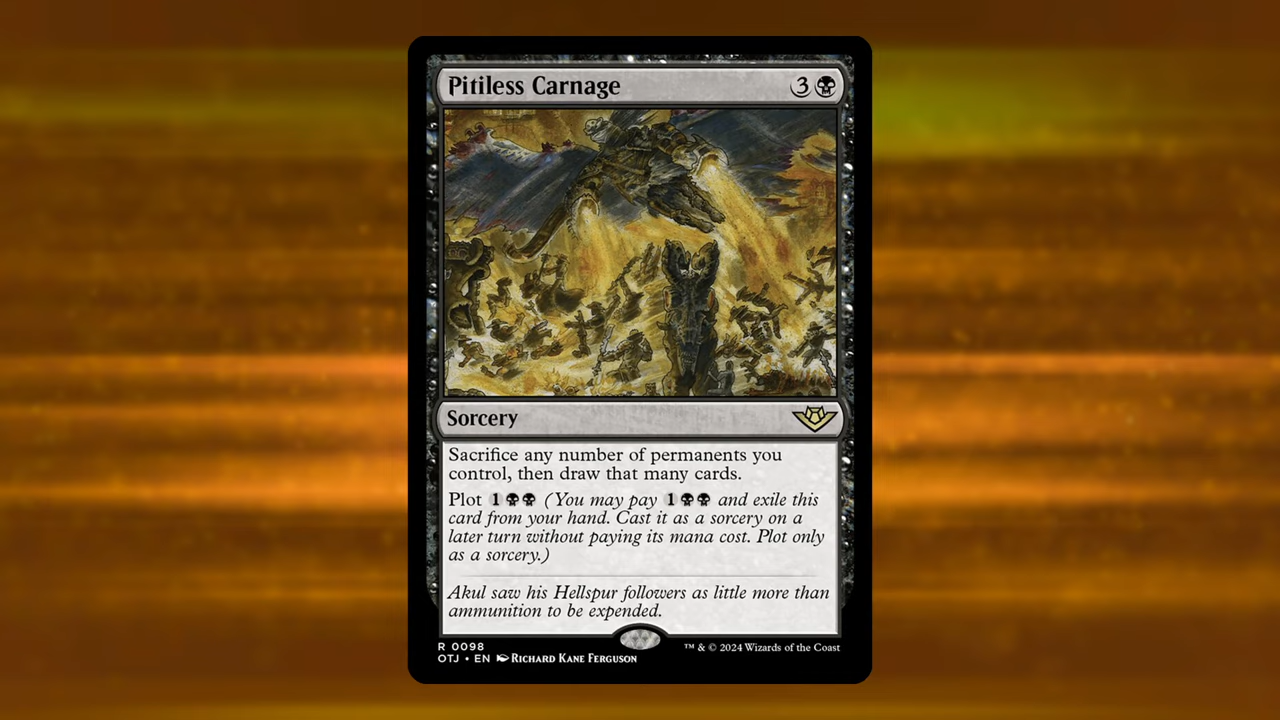 Pitiless Carnage 3
Sorcery
Sacrifice any number of permanents you
control, then draw that many cards.
Plot 1 (You may pay 1 and exile this
card from your hand. Cast it as a sorcery on a
later turn without paying its mana cost. Plot only
as a sorcery.)
Akul saw his Hellspur followers as little more than
ammunition to be expended.
R 0098
OTJ • EN Richard Kane Ferguson
™ & © 2024 Wizards of the Coast